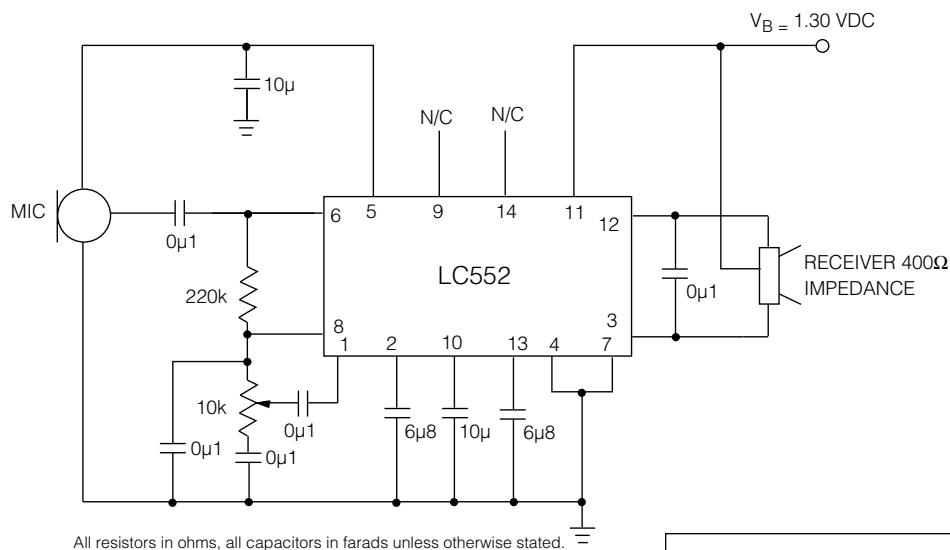 V_B = 1.30 VDC
10µ
N/C N/C
MIC
6 5 9 14 11 12
0µ1
LC552
RECEIVER 400Ω
IMPEDANCE
0µ1
220k
8 3
1 2 10 13 4 7
10k
0µ1
6µ8 10µ 6µ8
0µ1 0µ1
All resistors in ohms, all capacitors in farads unless otherwise stated.